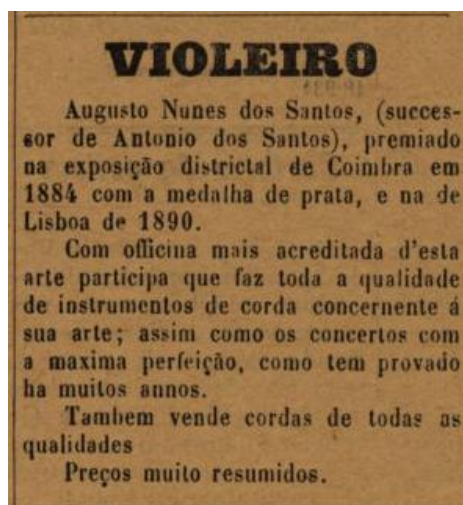 VIOLEIRO
Augusto Nunes dos Santos, (succes-
sor de Antonio dos Santos), premiado
na exposição districtal de Coimbra em
1884 com a medalha de prata, e na de
Lisboa de 1890.
Com officina mais acreditada d'esta
arte participa que faz toda a qualidade
de instrumentos de corda concernente á
sua arte; assim como os concertos com
a maxima perfeição, como tem provado
ha muitos annos.
Tambem vende cordas de todas as
qualidades
Preços muito resumidos.